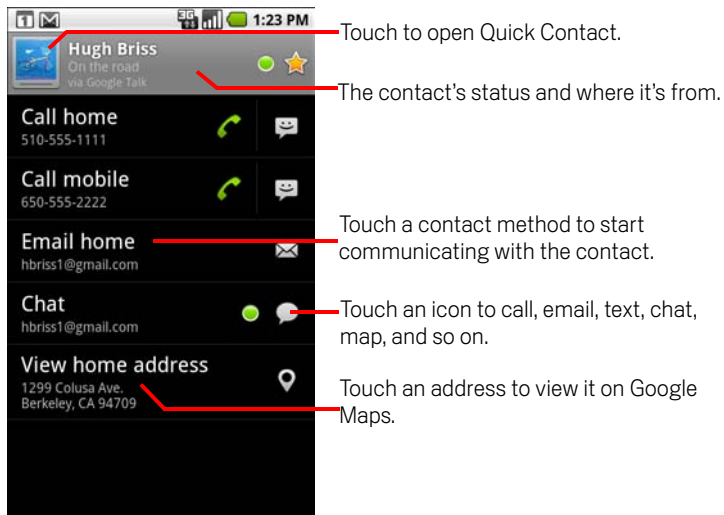 1 3G 1:23 PM
Hugh Briss
On the road
via Google Talk
Call home
510-555-1111
Call mobile
650-555-2222
Email home
hbriss1@gmail.com
Chat
hbriss1@gmail.com
View home address
1299 Colusa Ave.
Berkeley, CA 94709
Touch to open Quick Contact.
The contact's status and where it's from.
Touch a contact method to start
communicating with the contact.
Touch an icon to call, email, text, chat,
map, and so on.
Touch an address to view it on Google
Maps.